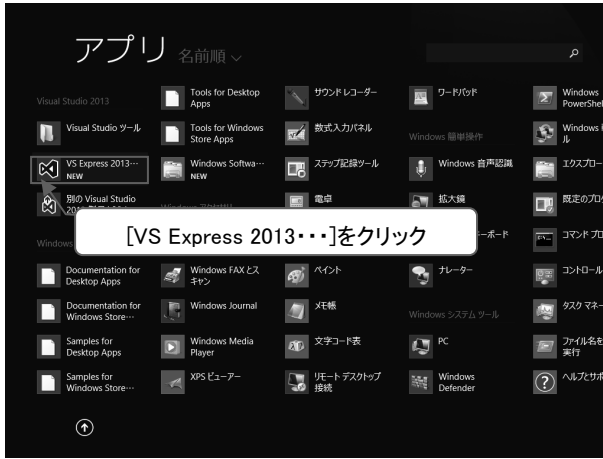 アプリ 名前順
Visual Studio 2013
Visual Studio ツール
VS Express 2013…
NEW
別の Visual Studio
Windows
Documentation for
Desktop Apps
Documentation for
Windows Store…
Samples for
Desktop Apps
Samples for
Windows Store…
Tools for Desktop
Apps
Tools for Windows
Store Apps
Windows Softwa…
NEW
Windows FAX とス
キャン
Windows Journal
Windows Media
Player
XPS ビューアー
サウンド レコーダー
数式入力パネル
ステップ記録ツール
電卓
ペイント
メモ帳
文字コード表
リモート デスクトップ
接続
ワードパッド
Windows 簡単操作
Windows 音声認識
拡大鏡
ーボード
ナレーター
Windows システム ツール
PC
Windows
Defender
Windows
PowerShel
Windows
ル
エクスプロー
既定のプログ
コマンド プロ
コントロール
タスク マネー
ファイル名を
実行
ヘルプとサポ
[VS Express 2013・・・]をクリック